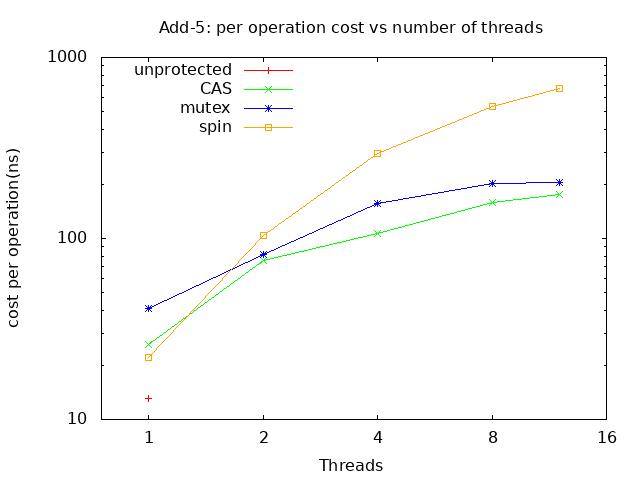 Add-5: per operation cost vs number of threads
1000
100
10
cost per operation(ns)
unprotected
CAS
mutex
spin
1 2 4 8 16
Threads